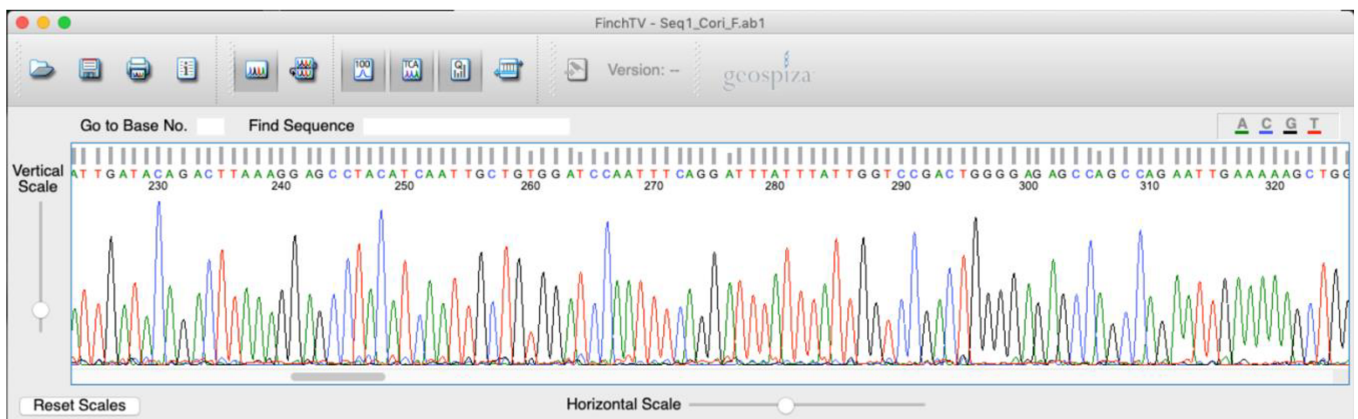 FinchTV - Seq1_Cori_F.ab1
Version: --
geospiza
Go to Base No.
Find Sequence
A C G T
Vertical Scale
ATTGATACAGACTTAAAGGAGCCTACATCAATTGCTGTGGATCCAATTTCAGGATTTATTTATTGGTCCGACTGGGGAGAGCCAGCCAGAATTGAAAAAGCTGG
230 240 250 260 270 280 290 300 310 320
Reset Scales
Horizontal Scale